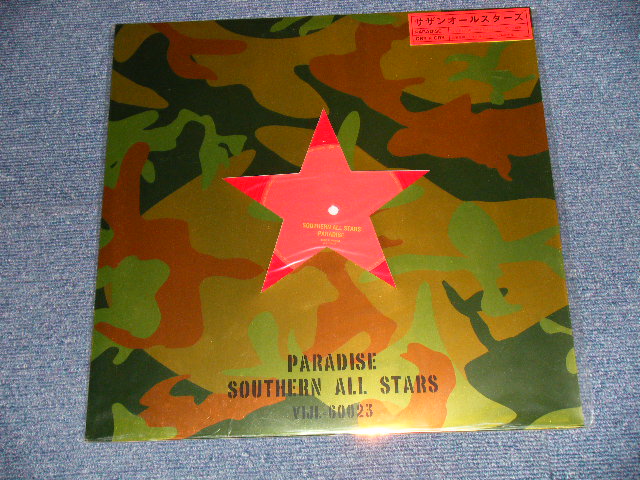 サザンオールスターズ
SOUTHERN ALL STARS
PARADISE
PARADISE
SOUTHERN ALL STARS
VIJL-60023